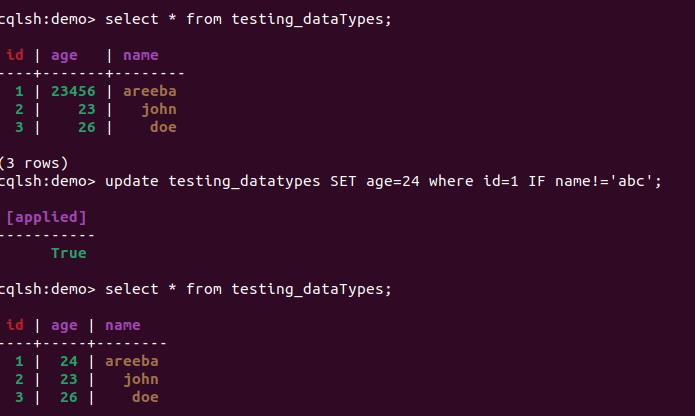 cqlsh:demo> select * from testing_dataTypes;
id | age   | name
----+-------+--------
1 | 23456 | areeba
2 |    23 |   john
3 |    26 |    doe
(3 rows)
cqlsh:demo> update testing_datatypes SET age=24 where id=1 IF name!='abc';
[applied]
-----------
True
cqlsh:demo> select * from testing_dataTypes;
id | age | name
----+-----+--------
1 |  24 | areeba
2 |  23 |   john
3 |  26 |    doe